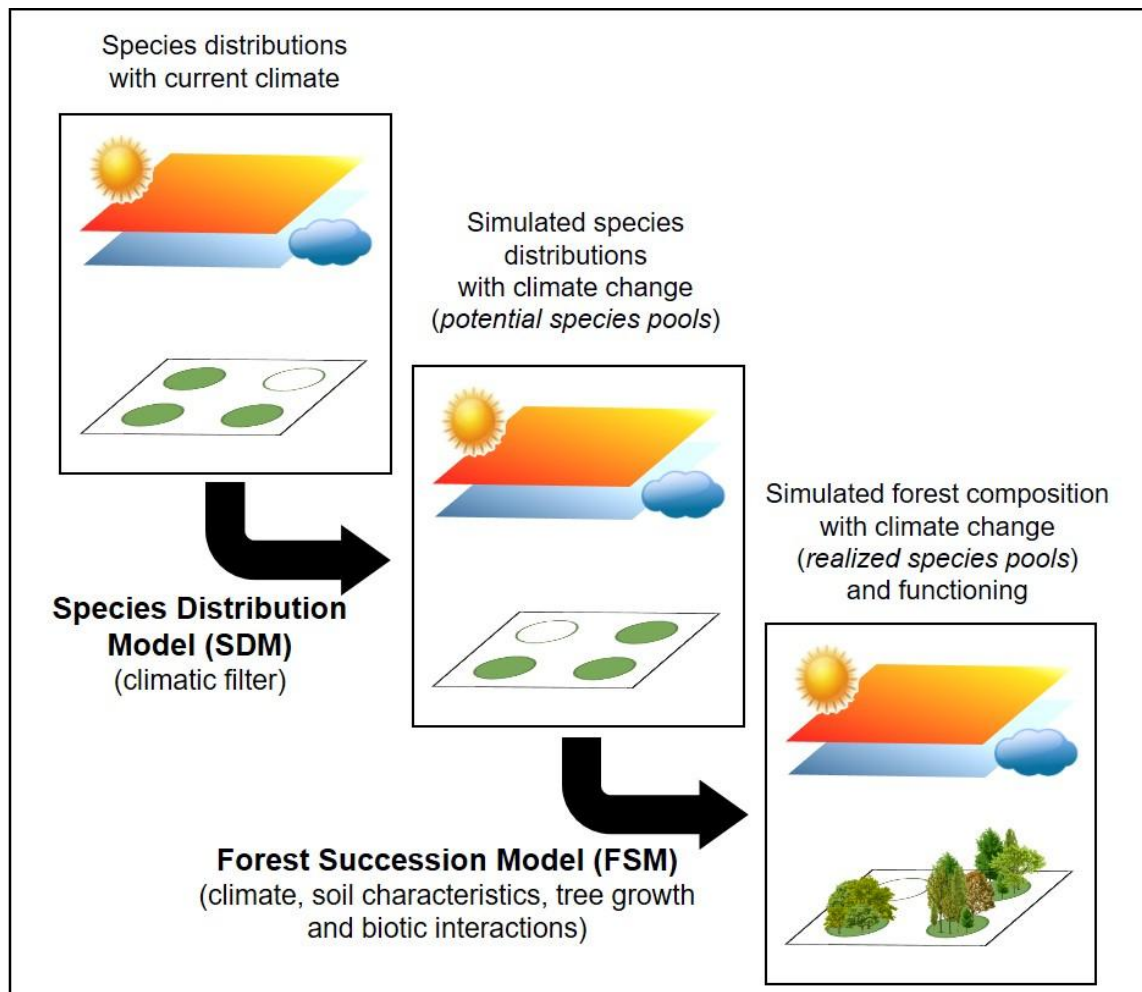 Species distributions
with current climate
Simulated species
distributions
with climate change
(potential species pools)
Species Distribution
Model (SDM)
(climatic filter)
Simulated forest composition
with climate change
(realized species pools)
and functioning
Forest Succession Model (FSM)
(climate, soil characteristics, tree growth
and biotic interactions)